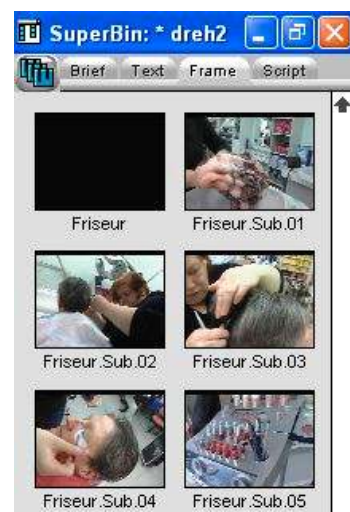 SuperBin: * dreh2
Brief Text Frame Script
Friseur Friseur.Sub.01
Friseur.Sub.02 Friseur.Sub.03
Friseur.Sub.04 Friseur.Sub.05